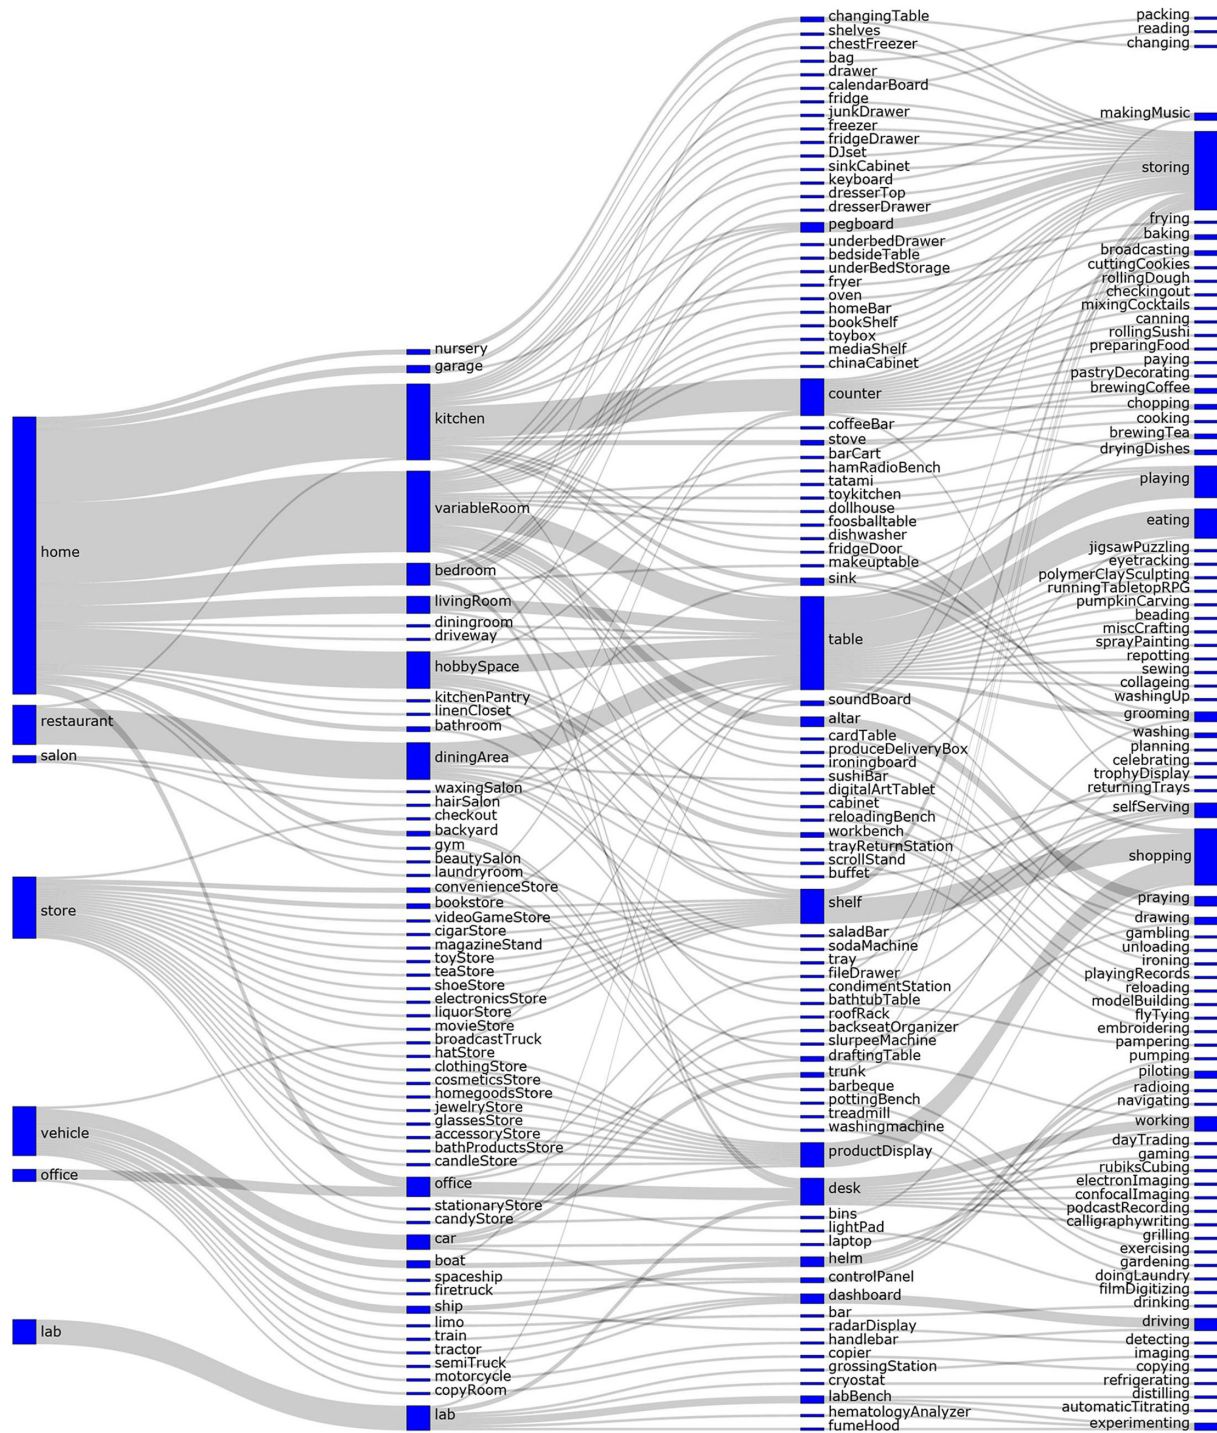 home
restaurant
salon
store
vehicle
office
lab
nursery
garage
kitchen
variableRoom
bedroom
livingRoom
diningroom
driveway
hobbySpace
kitchenPantry
linenCloset
bathroom
diningArea
waxingSalon
hairSalon
checkout
backyard
gym
beautySalon
laundryroom
convenienceStore
bookstore
videoGameStore
cigarStore
magazineStand
toyStore
teaStore
shoeStore
electronicsStore
liquorStore
movieStore
broadcastTruck
hatStore
clothingStore
cosmeticsStore
homegoodsStore
jewelryStore
glassesStore
accessoryStore
bathProductsStore
candleStore
office
stationaryStore
candyStore
car
boat
spaceship
firetruck
ship
limo
train
tractor
semiTruck
motorcycle
copyRoom
lab
changingTable
shelves
chestFreezer
bag
drawer
calendarBoard
fridge
junkDrawer
freezer
fridgeDrawer
DJset
sinkCabinet
keyboard
dresserTop
dresserDrawer
pegboard
underbedDrawer
bedsideTable
underBedStorage
fryer
oven
homeBar
bookShelf
toybox
mediaShelf
chinaCabinet
counter
coffeeBar
stove
barCart
hamRadioBench
tatami
toykitchen
dollhouse
foosballtable
dishwasher
fridgeDoor
makeuptable
sink
table
soundBoard
altar
cardTable
produceDeliveryBox
ironingboard
sushiBar
digitalArtTablet
cabinet
reloadingBench
workbench
trayReturnStation
scrollStand
buffet
shelf
saladBar
sodaMachine
tray
fileDrawer
condimentStation
bathtubTable
roofRack
backseatOrganizer
slurpeeMachine
draftingTable
trunk
barbeque
pottingBench
treadmill
washingmachine
productDisplay
desk
bins
lightPad
laptop
helm
controlPanel
dashboard
bar
radarDisplay
handlebar
copier
grossingStation
cryostat
labBench
hematologyAnalyzer
fumeHood
packing
reading
changing
makingMusic
storing
frying
baking
broadcasting
cuttingCookies
rollingDough
checkingout
mixingCocktails
canning
rollingSushi
preparingFood
paying
pastryDecorating
brewingCoffee
chopping
cooking
brewingTea
dryingDishes
playing
eating
jigsawPuzzling
eyetracking
polymerClaySculpting
runningTabletopRPG
pumpkinCarving
beading
miscCrafting
sprayPainting
repotting
sewing
collageing
washingUp
grooming
washing
planning
celebrating
trophyDisplay
returningTrays
selfServing
shopping
praying
drawing
gambling
unloading
ironing
playingRecords
reloading
modelBuilding
flyTying
embroidering
pampering
pumping
piloting
radioing
navigating
working
dayTrading
gaming
rubiksCubing
electronImaging
confocalImaging
podcastRecording
calligraphywriting
grilling
exercising
gardening
doingLaundry
filmDigitizing
drinking
driving
detecting
imaging
copying
refrigerating
distilling
automaticTitrating
experimenting